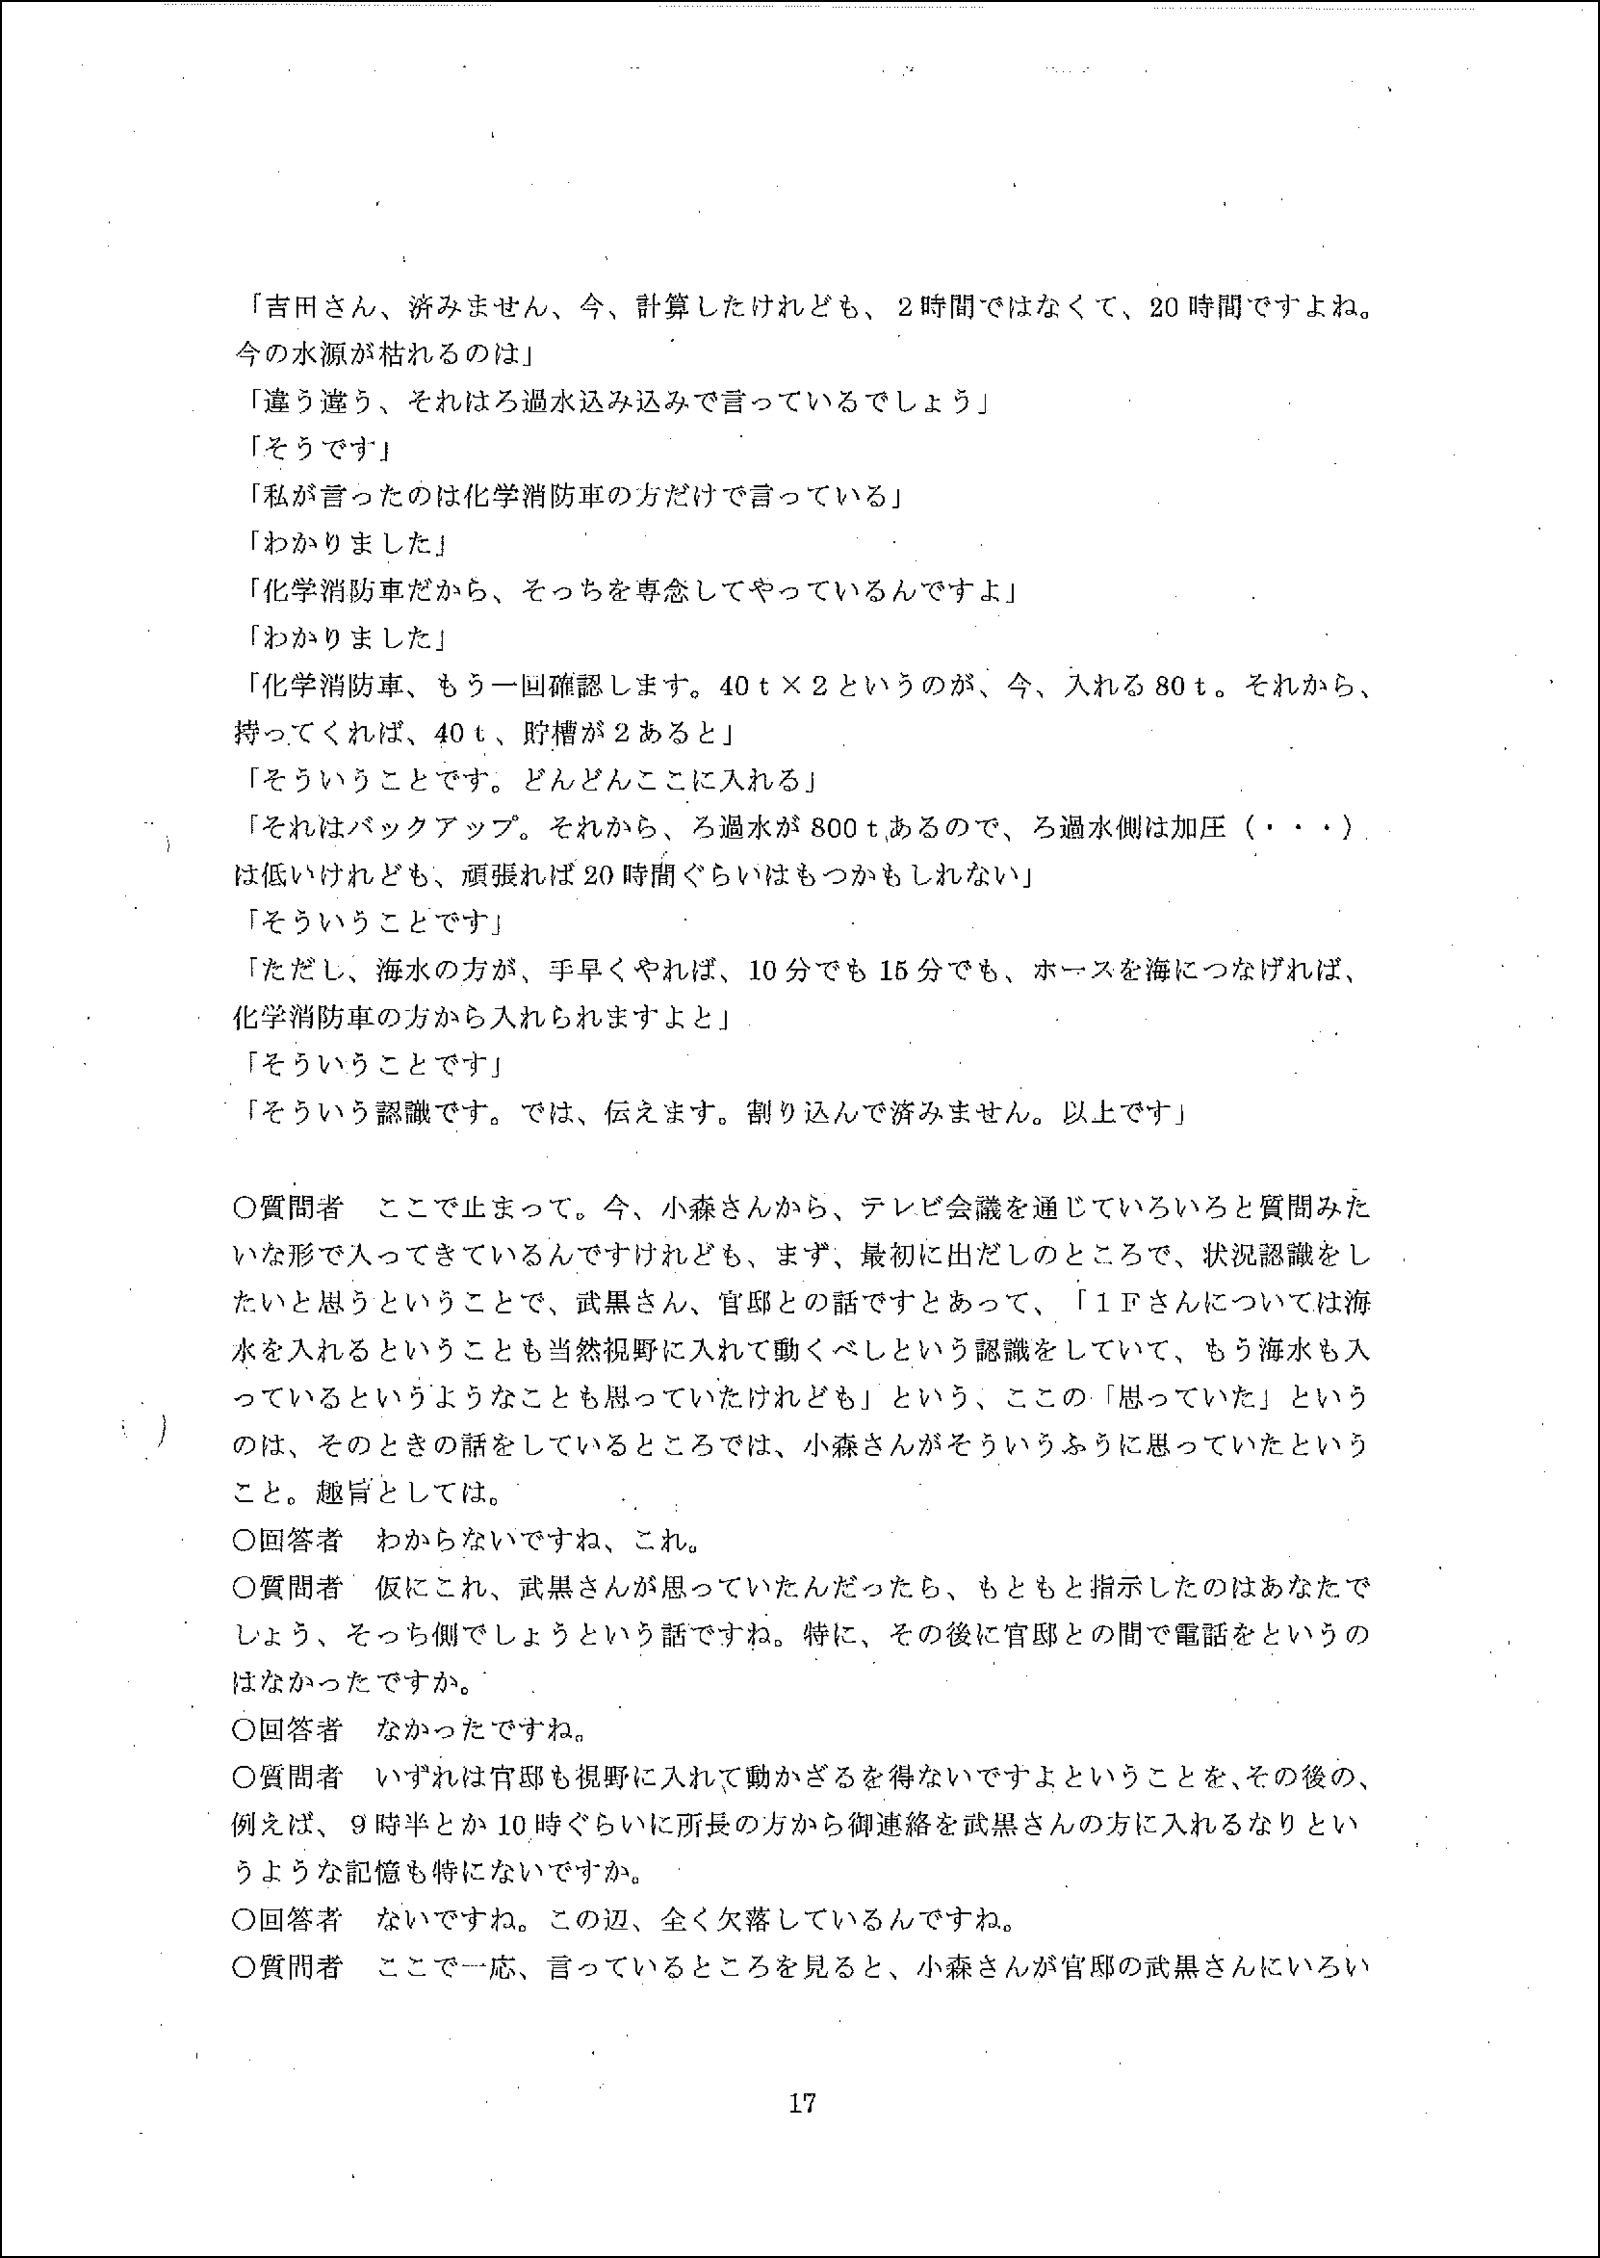 「吉田さん、済みません、今、計算したけれども、２時間ではなくて、20 時間ですよね。
今の水源が枯れるのは」
「違う違う、それはろ過水込み込みで言っているでしょう」
「そうです」
「私が言ったのは化学消防車の方だけで言っている」
「わかりました」
「化学消防車だから、そっちを専念してやっているんですよ」
「わかりました」
「化学消防車、もう一回確認します。40ｔ×２というのが、今、入れる 80ｔ。それから、
持ってくれば、40ｔ、貯槽が２あると」
「そういうことです。どんどんここに入れる」
「それはバックアップ。それから、ろ過水が 800ｔあるので、ろ過水側は加圧（・・・）
は低いけれども、頑張れば 20 時間ぐらいはもつかもしれない」
「そういうことです」
「ただし、海水の方が、手早くやれば、10 分でも 15 分でも、ホースを海につなげれば、
化学消防車の方から入れられますよと」
「そういうことです」
「そういう認識です。では、伝えます。割り込んで済みません。以上です」
○質問者　ここで止まって。今、小森さんから、テレビ会議を通じていろいろと質問みた
いな形で入ってきているんですけれども、まず、最初に出だしのところで、状況認識をし
たいと思うということで、武黒さん、官邸との話ですとあって、「１Ｆさんについては海
水を入れるということも当然視野に入れて動くべしという認識をしていて、もう海水も入
っているというようなことも思っていたけれども」という、ここの「思っていた」という
のは、そのときの話をしているところでは、小森さんがそういうふうに思っていたという
こと。趣旨としては。
○回答者　わからないですね、これ。
○質問者　仮にこれ、武黒さんが思っていたんだったら、もともと指示したのはあなたで
しょう、そっち側でしょうという話ですね。特に、その後に官邸との間で電話をというの
はなかったですか。
○回答者　なかったですね。
○質問者　いずれは官邸も視野に入れて動かざるを得ないですよということを、その後の、
例えば、９時半とか 10 時ぐらいに所長の方から御連絡を武黒さんの方に入れるなりとい
うような記憶も特にないですか。
○回答者　ないですね。この辺、全く欠落しているんですね。
○質問者　ここで一応、言っているところを見ると、小森さんが官邸の武黒さんにいろい
17